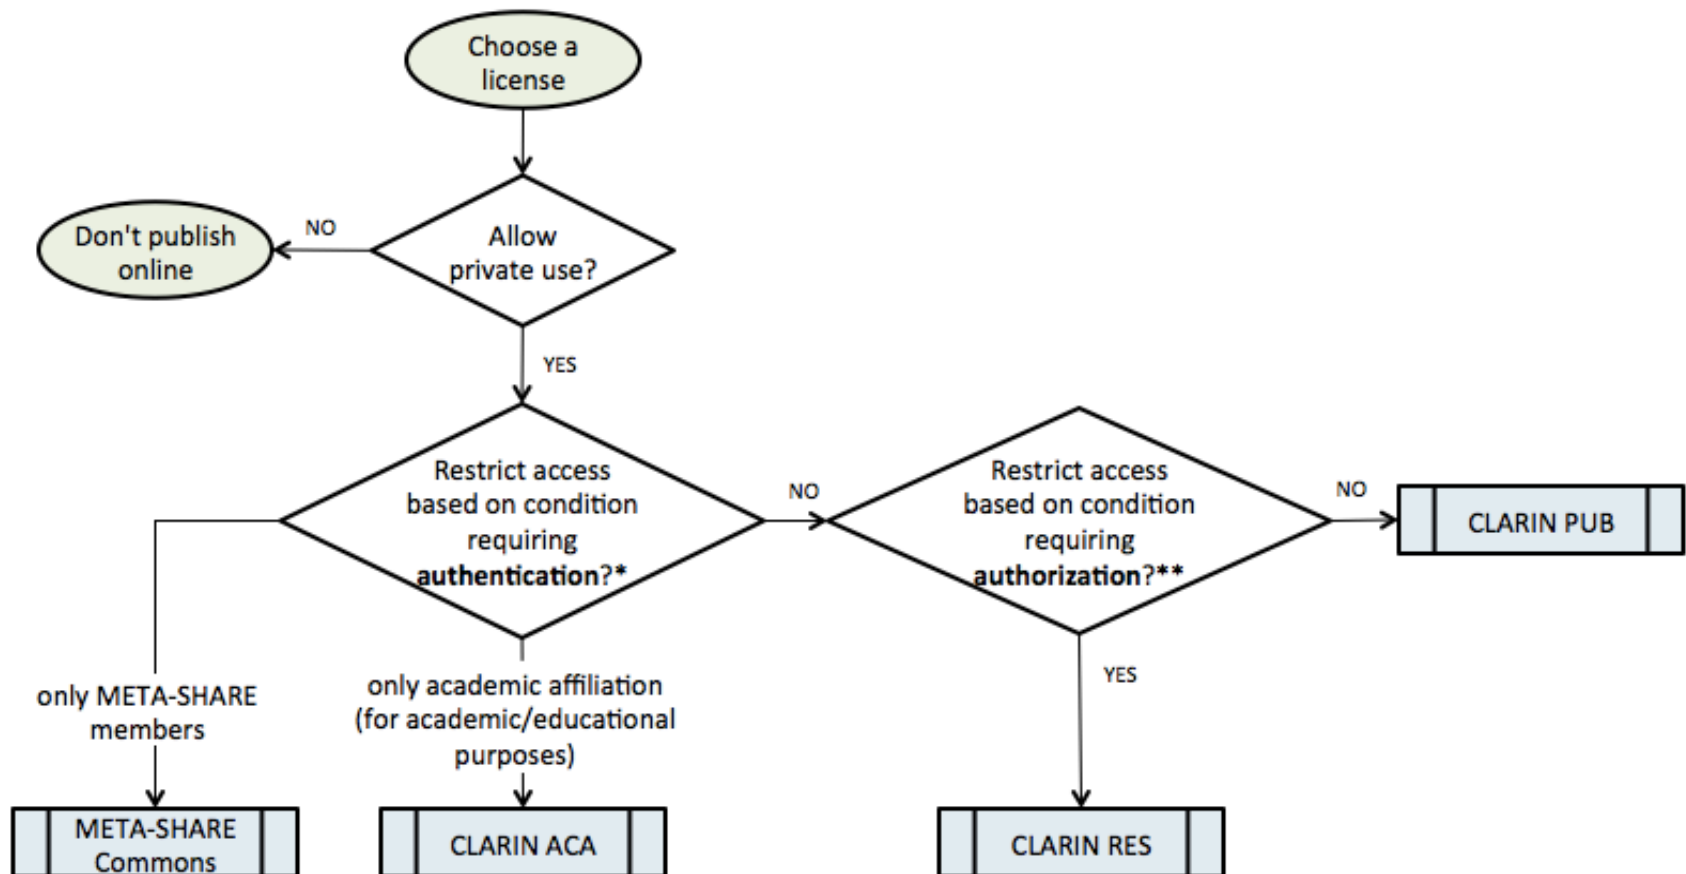 Choose a
license
Don't publish
online
NO
Allow
private use?
YES
Restrict access
based on condition
requiring
authentication?*
NO
Restrict access
based on condition
requiring
authorization?**
NO
CLARIN PUB
only META-SHARE
members
only academic affiliation
(for academic/educational
purposes)
YES
META-SHARE
Commons
CLARIN ACA
CLARIN RES